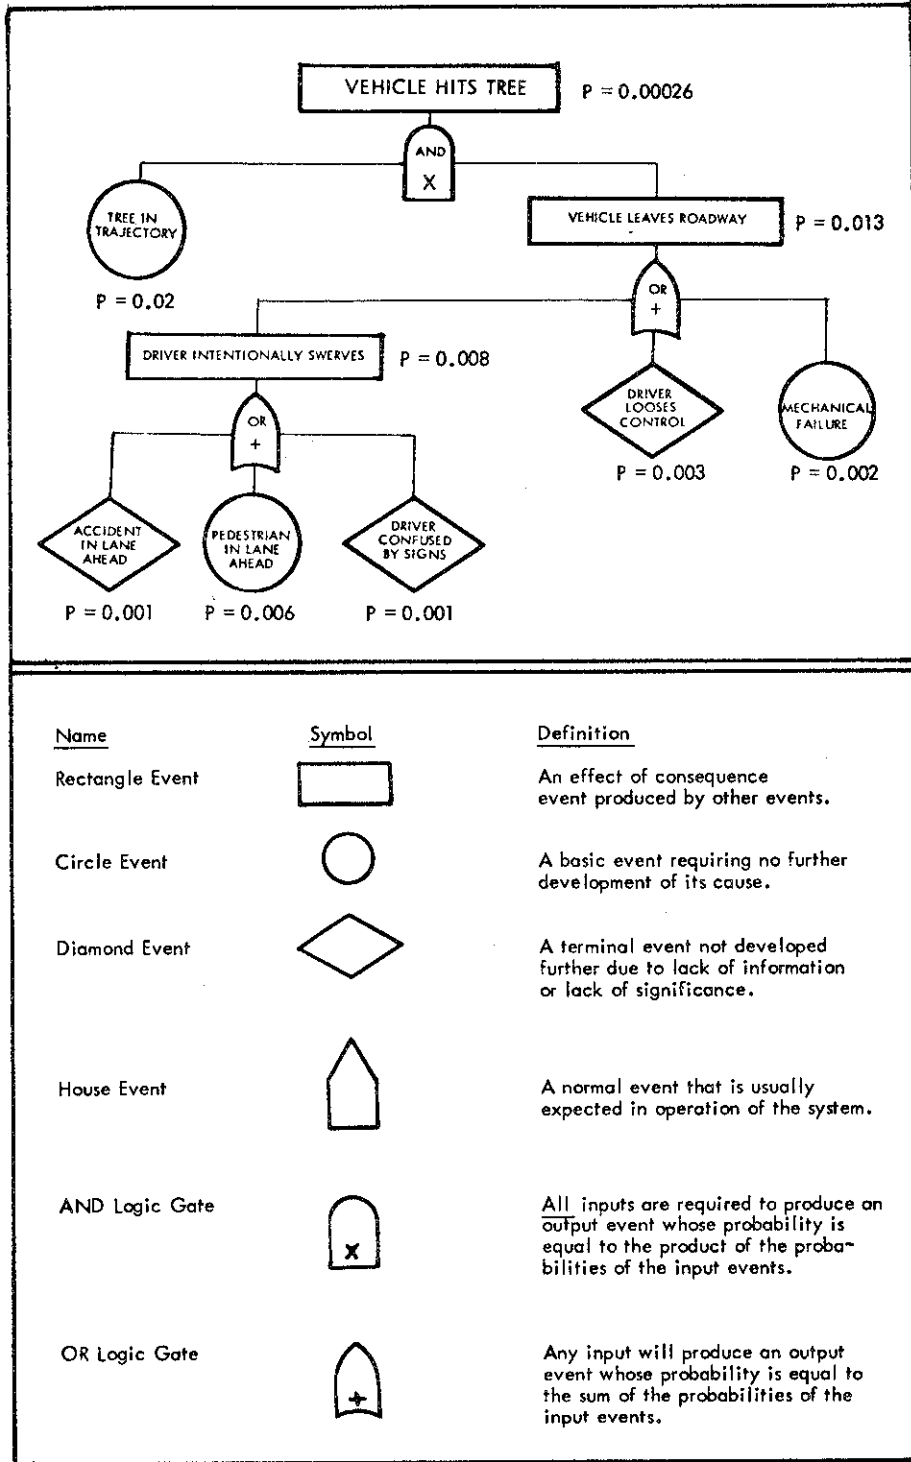 VEHICLE HITS TREE
P = 0.00026
AND
X
TREE IN
TRAJECTORY
P = 0.02
VEHICLE LEAVES ROADWAY
P = 0.013
OR
+
DRIVER INTENTIONALLY SWERVES
P = 0.008
DRIVER
LOOSES
CONTROL
P = 0.003
MECHANICAL
FAILURE
P = 0.002
OR
+
ACCIDENT
IN LANE
AHEAD
P = 0.001
PEDESTRIAN
IN LANE
AHEAD
P = 0.006
DRIVER
CONFUSED
BY SIGNS
P = 0.001
Name Symbol Definition
Rectangle Event
An effect of consequence
event produced by other events.
Circle Event
A basic event requiring no further
development of its cause.
Diamond Event
A terminal event not developed
further due to lack of information
or lack of significance.
House Event
A normal event that is usually
expected in operation of the system.
AND Logic Gate
X
All inputs are required to produce an
output event whose probability is
equal to the product of the proba-
bilities of the input events.
OR Logic Gate
+
Any input will produce an output
event whose probability is equal to
the sum of the probabilities of the
input events.